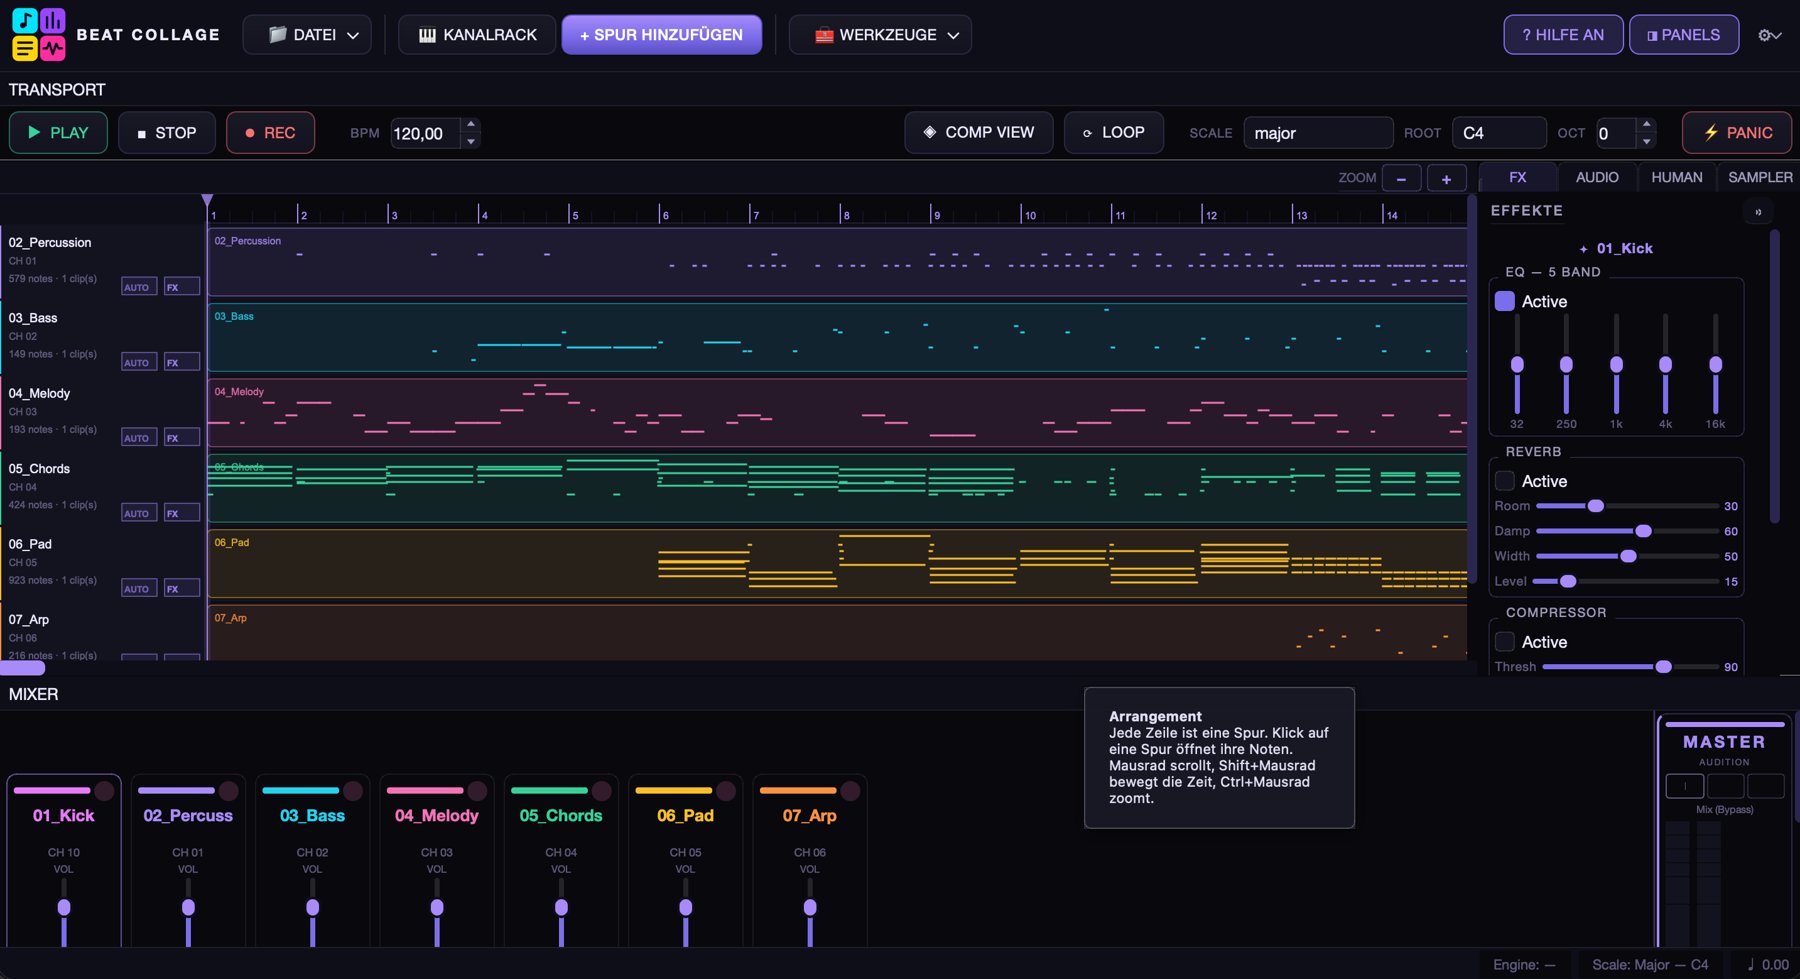 BEAT COLLAGE
DATEI
KANALRACK
+ SPUR HINZUFÜGEN
WERKZEUGE
? HILFE AN
PANELS
TRANSPORT
PLAY
STOP
REC
BPM 120,00
COMP VIEW
LOOP
SCALE major
ROOT C4
OCT 0
PANIC
ZOOM - +
FX AUDIO HUMAN SAMPLER
1 2 3 4 5 6 7 8 9 10 11 12 13 14
02_Percussion
CH 01
579 notes · 1 clip(s)
AUTO FX
02_Percussion
03_Bass
CH 02
149 notes · 1 clip(s)
AUTO FX
03_Bass
04_Melody
CH 03
193 notes · 1 clip(s)
AUTO FX
04_Melody
05_Chords
CH 04
424 notes · 1 clip(s)
AUTO FX
05_Chords
06_Pad
CH 05
923 notes · 1 clip(s)
AUTO FX
06_Pad
07_Arp
CH 06
216 notes · 1 clip(s)
07_Arp
EFFEKTE »
+ 01_Kick
EQ — 5 BAND
Active
32 250 1k 4k 16k
REVERB
Active
Room 30
Damp 60
Width 50
Level 15
COMPRESSOR
Active
Thresh 90
MIXER
Arrangement
Jede Zeile ist eine Spur. Klick auf
eine Spur öffnet ihre Noten.
Mausrad scrollt, Shift+Mausrad
bewegt die Zeit, Ctrl+Mausrad
zoomt.
01_Kick
CH 10
VOL
02_Percuss
CH 01
VOL
03_Bass
CH 02
VOL
04_Melody
CH 03
VOL
05_Chords
CH 04
VOL
06_Pad
CH 05
VOL
07_Arp
CH 06
VOL
MASTER
AUDITION
Mix (Bypass)
Engine: —
Scale: Major — C4
♩ 0.00